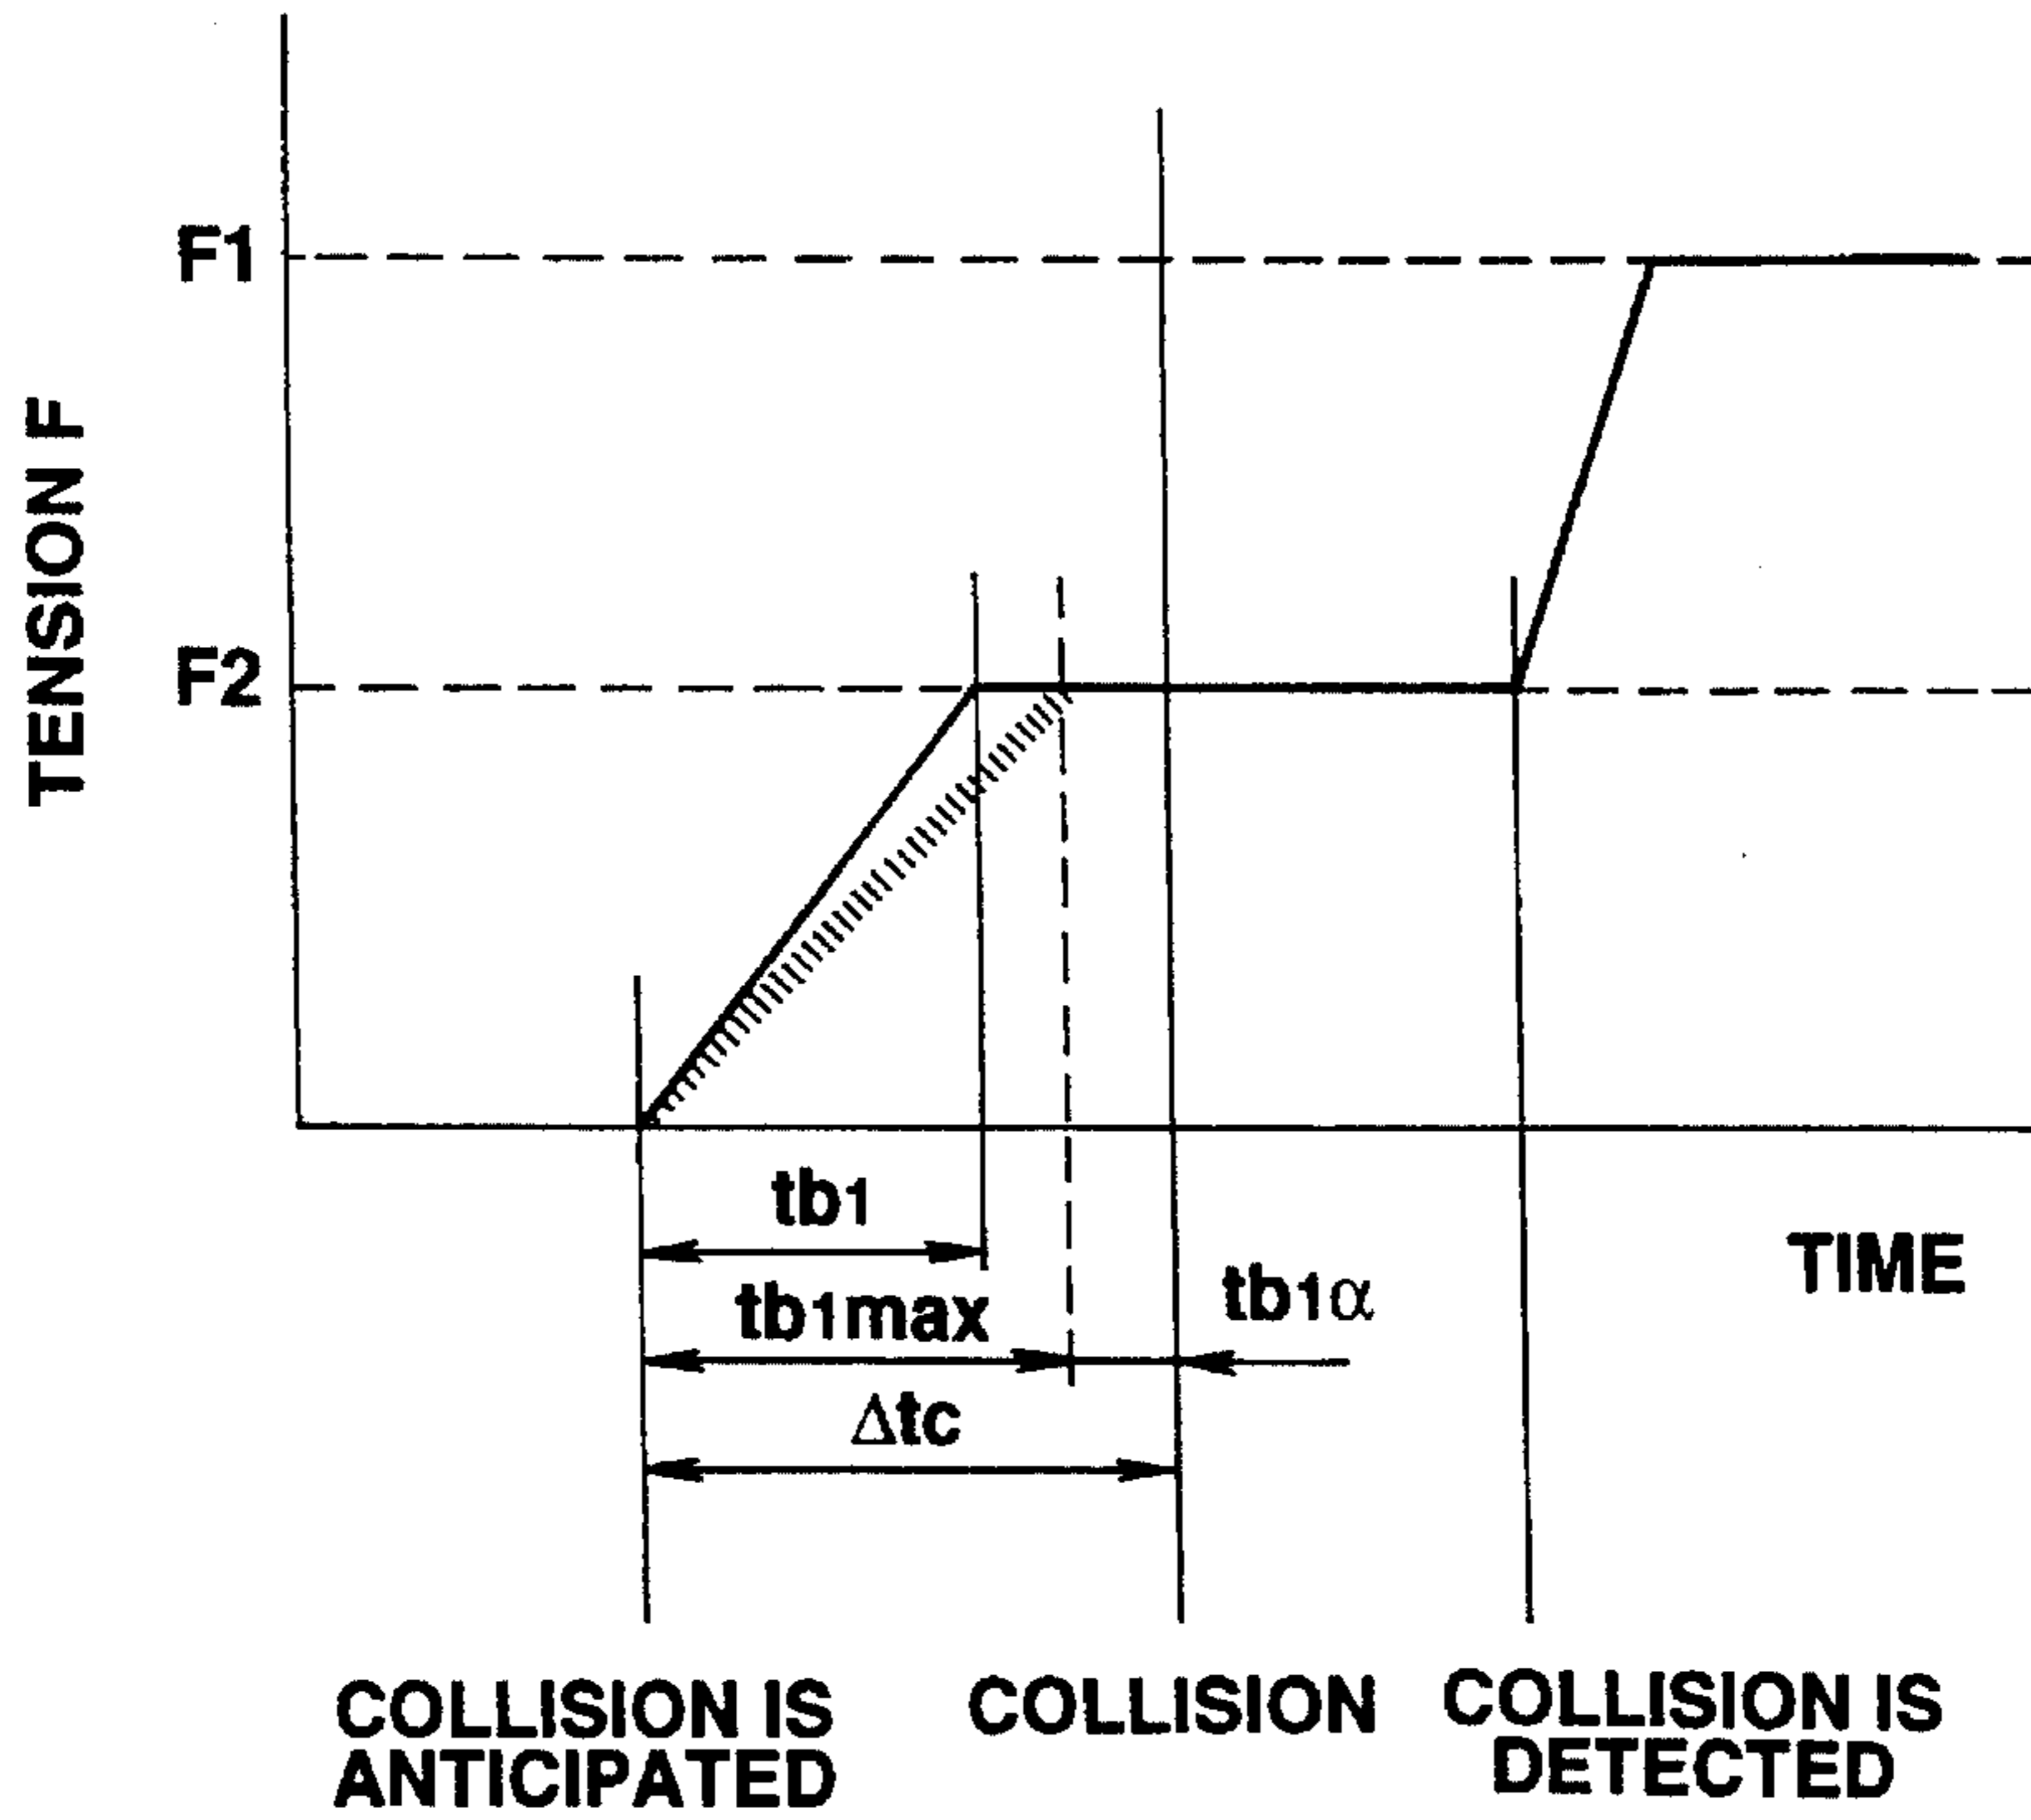 F1
TENSION F
F2
tb1
tb1max
tb1α
Δtc
TIME
COLLISION IS
ANTICIPATED
COLLISION
COLLISION IS
DETECTED